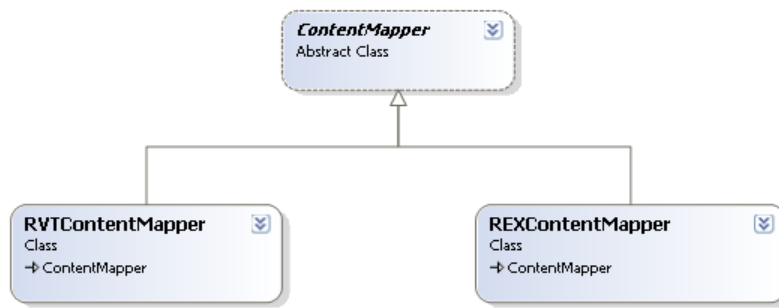 ContentMapper
Abstract Class
RVTContentMapper
Class
ContentMapper
REXContentMapper
Class
ContentMapper